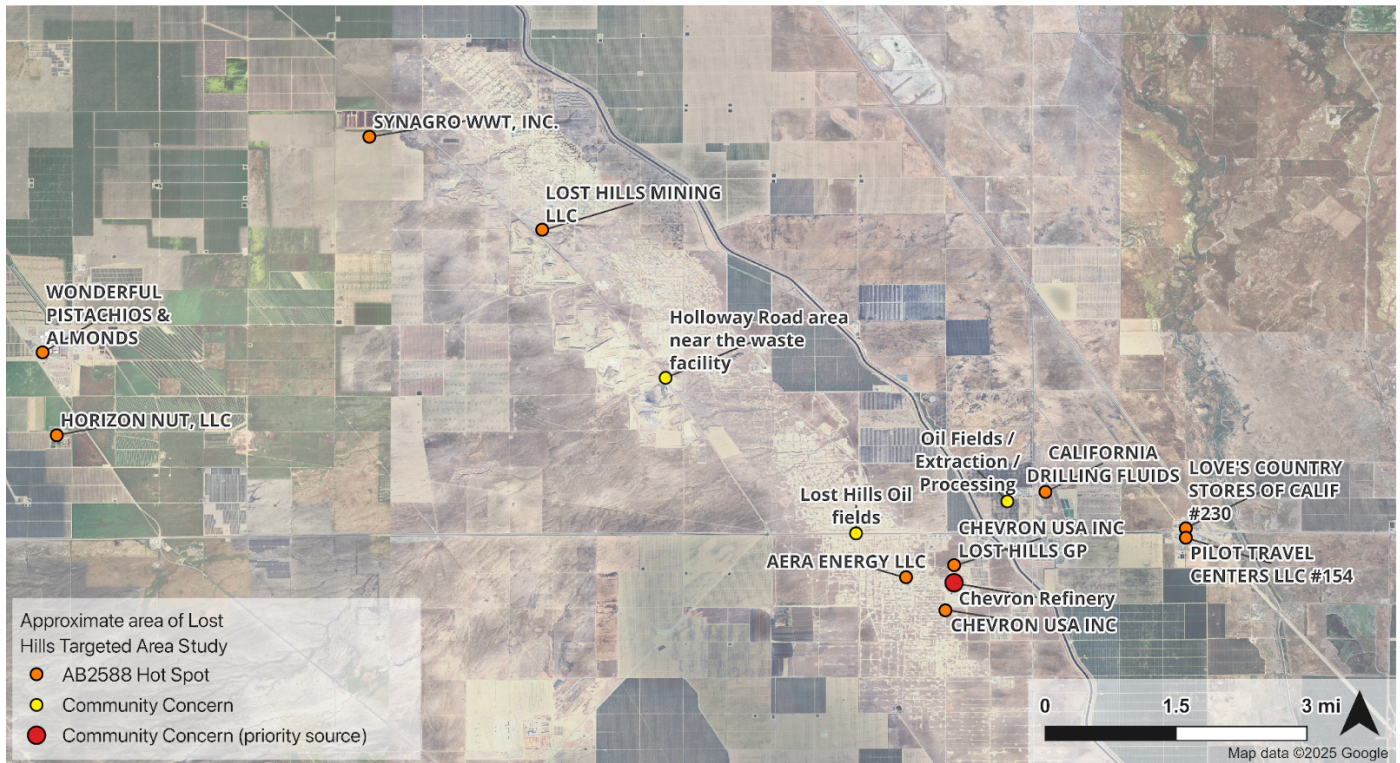 SYNAGRO WWT, INC.
LOST HILLS MINING
LLC
WONDERFUL
PISTACHIOS &
ALMONDS
Holloway Road area
near the waste
facility
HORIZON NUT, LLC
Oil Fields /
Extraction /
Processing
CALIFORNIA
DRILLING FLUIDS
LOVE'S COUNTRY
STORES OF CALIF
#230
Lost Hills Oil
fields
CHEVRON USA INC
LOST HILLS GP
AERA ENERGY LLC
PILOT TRAVEL
CENTERS LLC #154
Chevron Refinery
CHEVRON USA INC
Approximate area of Lost
Hills Targeted Area Study
AB2588 Hot Spot
Community Concern
Community Concern (priority source)
0 1.5 3 mi
Map data ©2025 Google